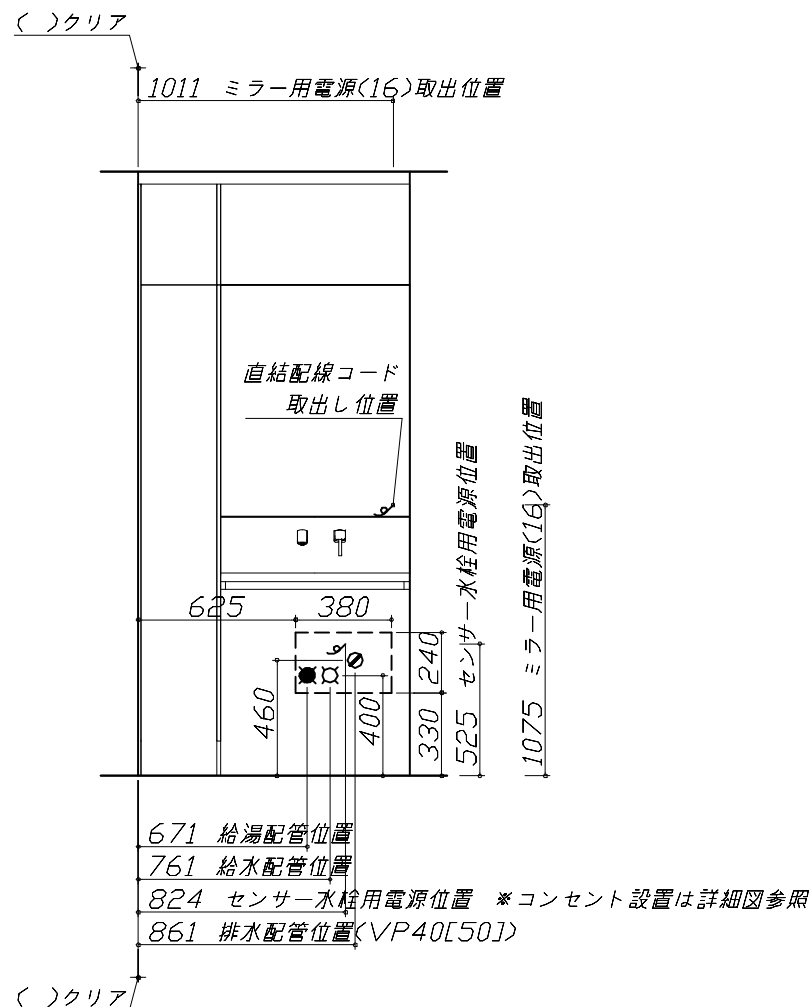 ( )クリア
1011 ミラー用電源(16)取出位置
直結配線コード
取出し位置
625
380
240
330
460
400
525 センサー水栓用電源位置
1075 ミラー用電源(16)取出位置
671 給湯配管位置
761 給水配管位置
824 センサー水栓用電源位置 ※コンセント設置は詳細図参照
861 排水配管位置(VP40[50])
( )クリア